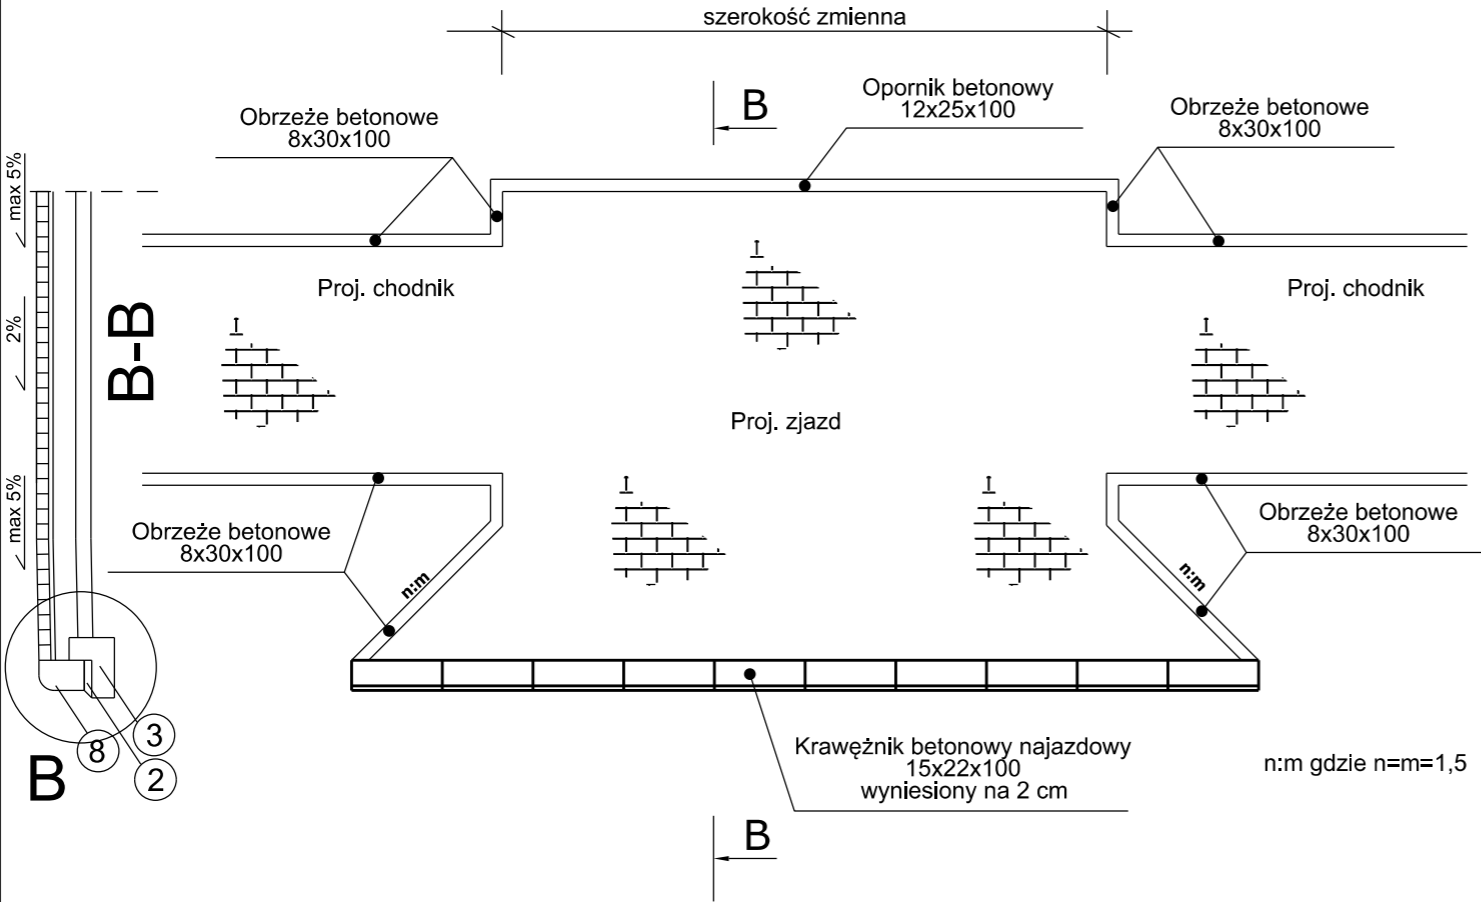 szerokość zmienna
B
Opornik betonowy
12x25x100
Obrzeże betonowe
8x30x100
Obrzeże betonowe
8x30x100
max 5%
2%
max 5%
B-B
Proj. chodnik
Proj. chodnik
Proj. zjazd
Obrzeże betonowe
8x30x100
n:m
n:m
Obrzeże betonowe
8x30x100
3
8
2
B
Krawężnik betonowy najazdowy
15x22x100
wyniesiony na 2 cm
n:m gdzie n=m=1,5
B